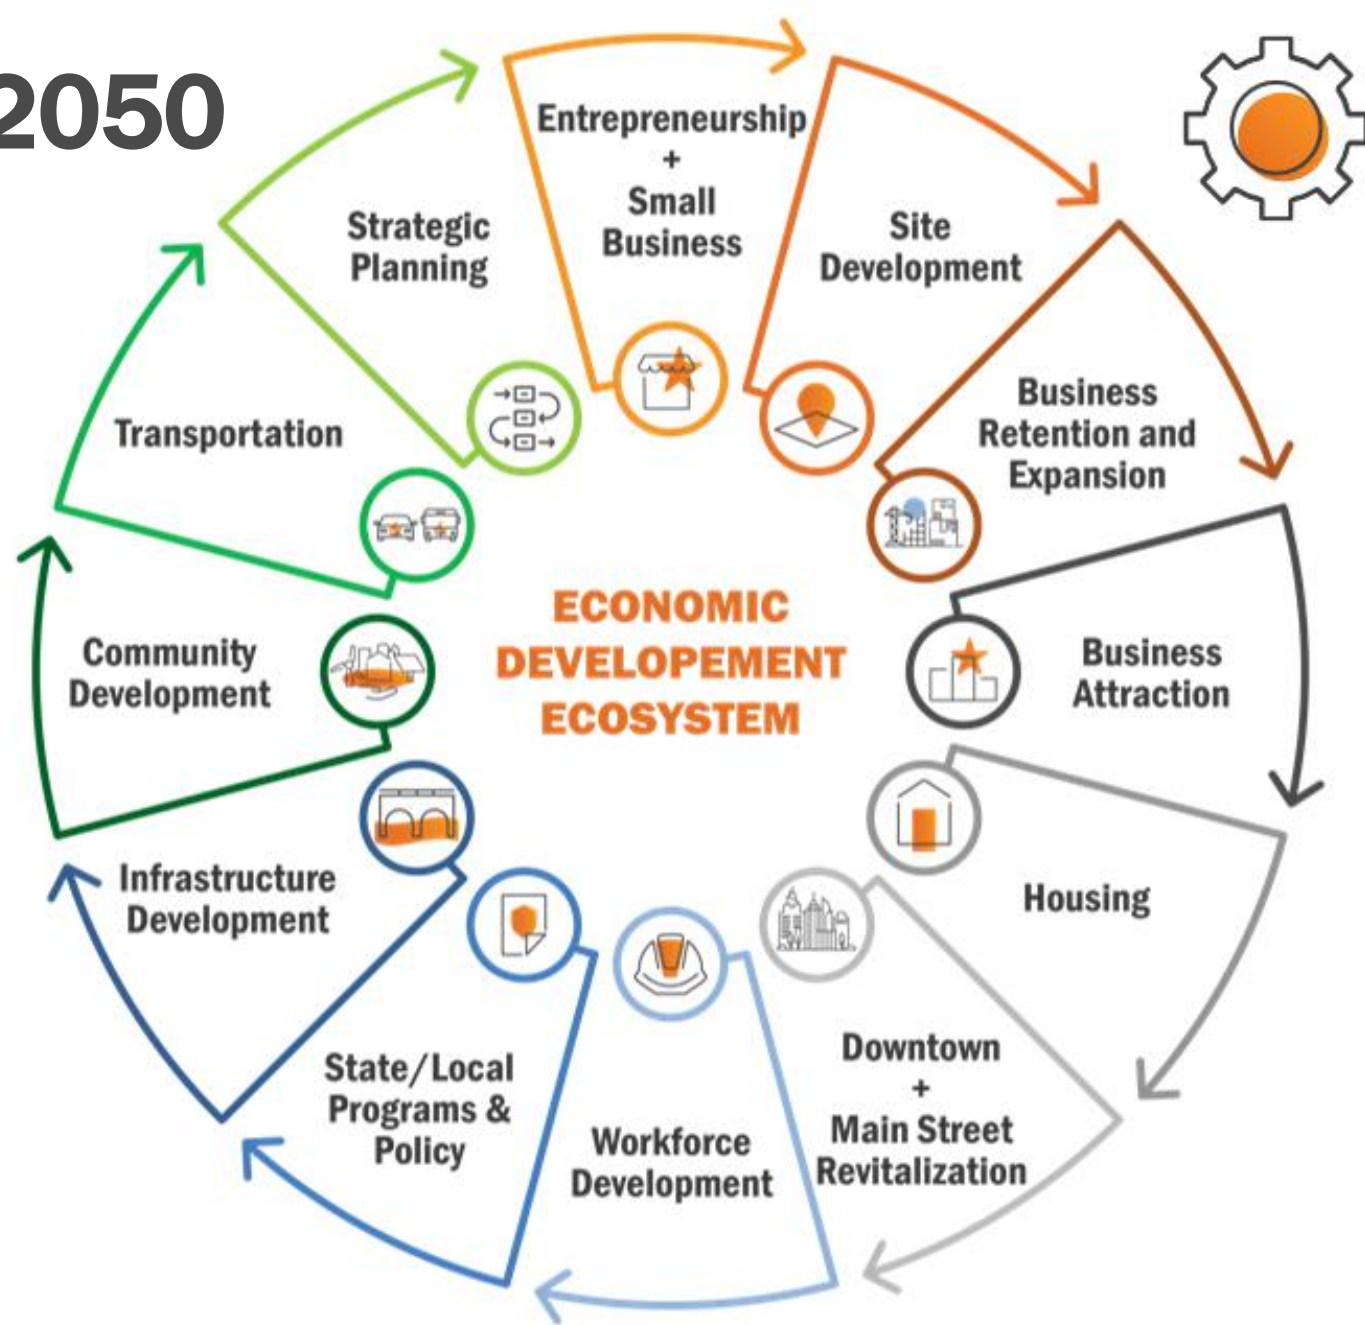 2050
Entrepreneurship
+
Small
Business
Site
Development
Business
Retention and
Expansion
Business
Attraction
Housing
Downtown
+
Main Street
Revitalization
Workforce
Development
State/Local
Programs &
Policy
Infrastructure
Development
Community
Development
Transportation
Strategic
Planning
ECONOMIC
DEVELOPEMENT
ECOSYSTEM